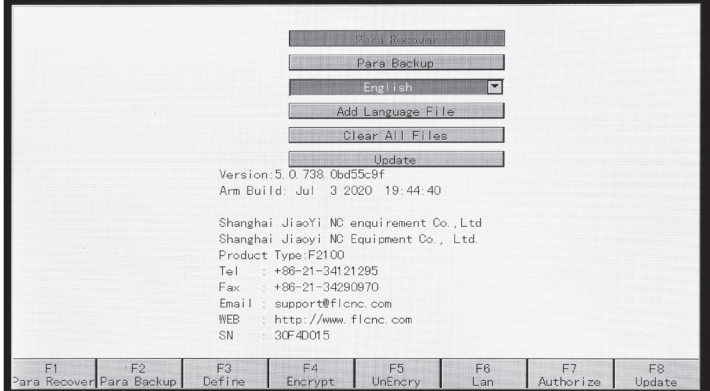 Para Recover
Para Backup
English
Add Language File
Clear All Files
Update
Version:5.0.738.0bd55c9f
Arm Build: Jul 3 2020 19:44:40
Shanghai JiaoYi NC enquirement Co.,Ltd
Shanghai Jiaoyi NC Equipment Co., Ltd.
Product Type:F2100
Tel : +86-21-34121295
Fax : +86-21-34290970
Email : support@flcnc.com
WEB : http://www.flcnc.com
SN : 30F4D015
F1 F2 F3 F4 F5 F6 F7 F8
Para Recover Para Backup Define Encrypt UnEncry Lan Authorize Update